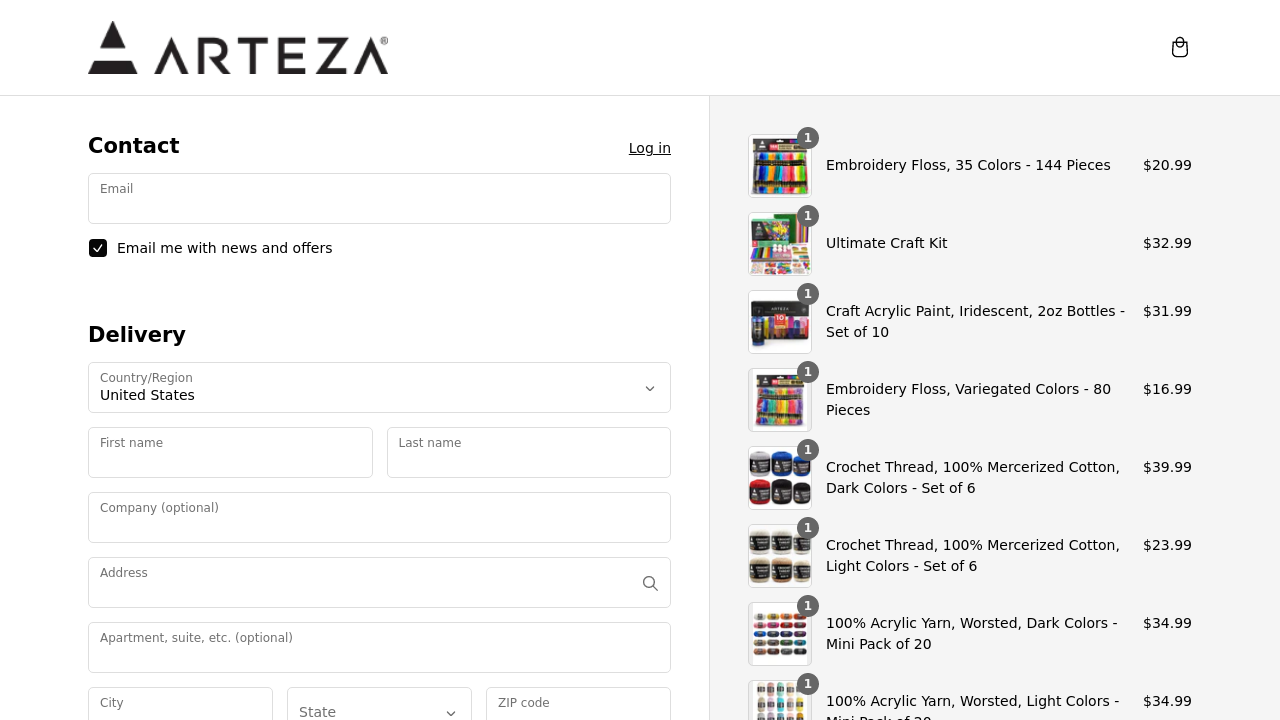 ARTEZA®
Contact
Log in
Email
Email me with news and offers
Delivery
Country/Region
United States
First name
Last name
Company (optional)
Address
Apartment, suite, etc. (optional)
City
State
ZIP code
1
Embroidery Floss, 35 Colors - 144 Pieces
$20.99
1
Ultimate Craft Kit
$32.99
1
Craft Acrylic Paint, Iridescent, 2oz Bottles -
Set of 10
$31.99
1
Embroidery Floss, Variegated Colors - 80
Pieces
$16.99
1
Crochet Thread, 100% Mercerized Cotton,
Dark Colors - Set of 6
$39.99
1
Crochet Thread, 100% Mercerized Cotton,
Light Colors - Set of 6
$23.99
1
100% Acrylic Yarn, Worsted, Dark Colors -
Mini Pack of 20
$34.99
1
100% Acrylic Yarn, Worsted, Light Colors -
Mini Pack of 20
$34.99